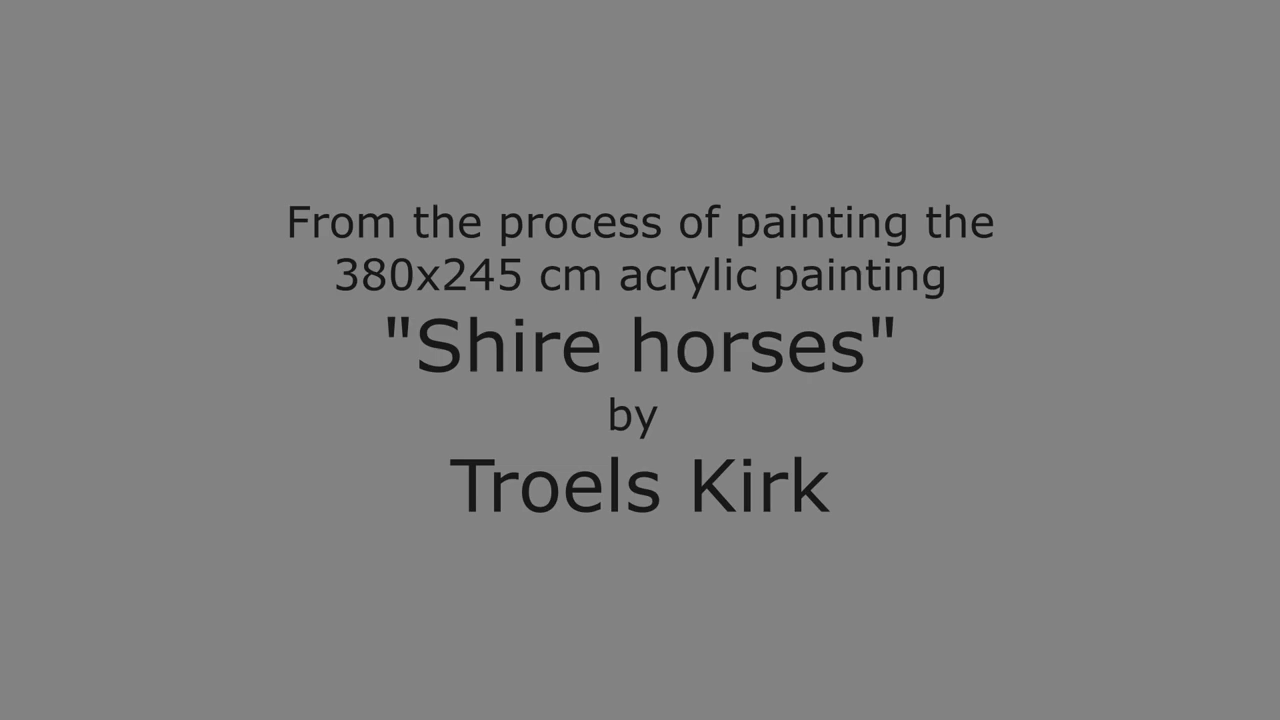 From the process of painting the
380x245 cm acrylic painting
"Shire horses"
by
Troels Kirk